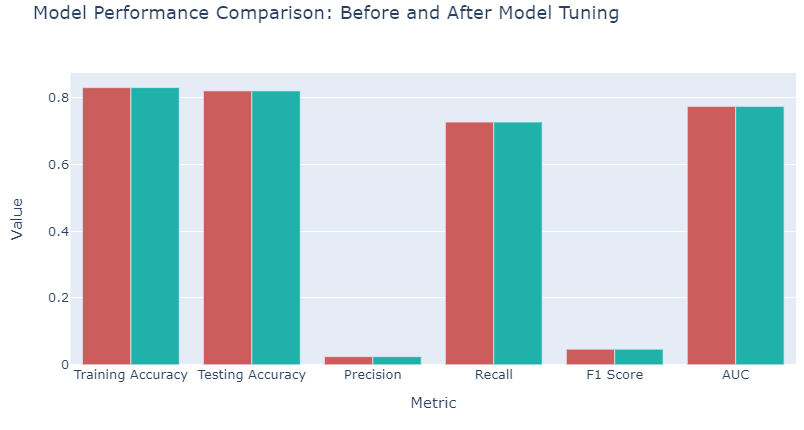 Model Performance Comparison: Before and After Model Tuning
0.8
0.6
0.4
0.2
0
Value
Training Accuracy
Testing Accuracy
Precision
Recall
F1 Score
AUC
Metric